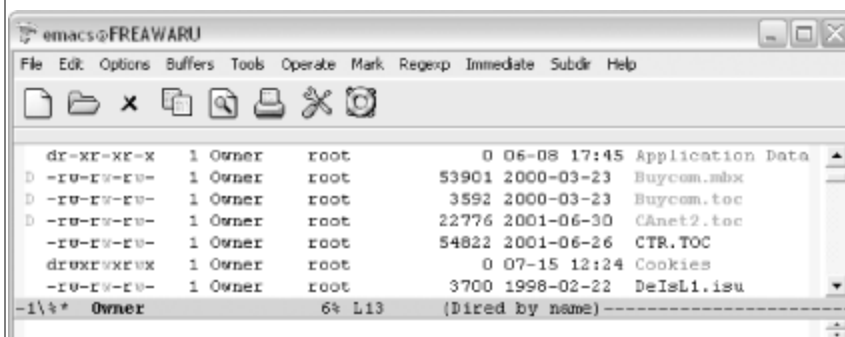 emacs@FREAWARU
File Edit Options Buffers Tools Operate Mark Regexp Immediate Subdir Help
dr-xr-xr-x 1 Owner root 0 06-08 17:45 Application Data
D -rw-rw-rw- 1 Owner root 53901 2000-03-23 Buycom.mbx
D -rw-rw-rw- 1 Owner root 3592 2000-03-23 Buycom.toc
D -rw-rw-rw- 1 Owner root 22776 2001-06-30 CAnet2.toc
-rw-rw-rw- 1 Owner root 54822 2001-06-26 CTR.TOC
drwxrwxrwx 1 Owner root 0 07-15 12:24 Cookies
-rw-rw-rw- 1 Owner root 3700 1998-02-22 DeIsL1.isu
-1\%* Owner 6% L13 (Dired by name)--------------------